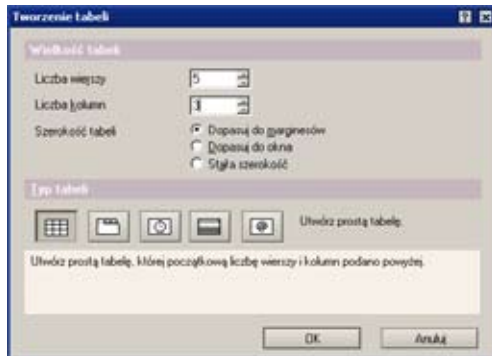 Tworzenie tabeli
Wielkość tabeli
Liczba wierszy 5
Liczba kolumn 3
Szerokość tabeli Dopasuj do marginesów
Dopasuj do okna
Stała szerokość
Typ tabeli
Utwórz prostą tabelę.
Utwórz prostą tabelę, której początkową liczbę wierszy i kolumn podano powyżej.
OK Anuluj